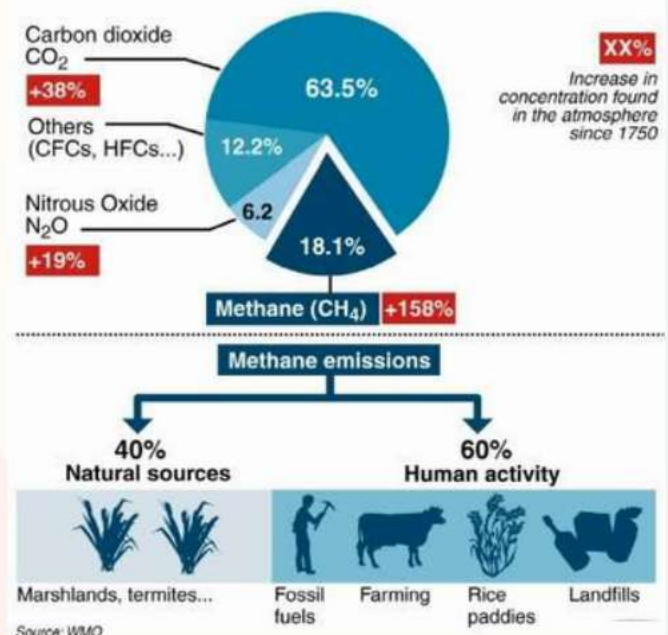 Carbon dioxide
CO₂
+38%
Others
(CFCs, HFCs...)
Nitrous Oxide
N₂O
+19%
63.5%
12.2%
6.2
18.1%
Methane (CH₄) +158%
XX%
Increase in
concentration found
in the atmosphere
since 1750
Methane emissions
40%
Natural sources
60%
Human activity
Marshlands, termites...
Fossil
fuels
Farming
Rice
paddies
Landfills
Source: WMO